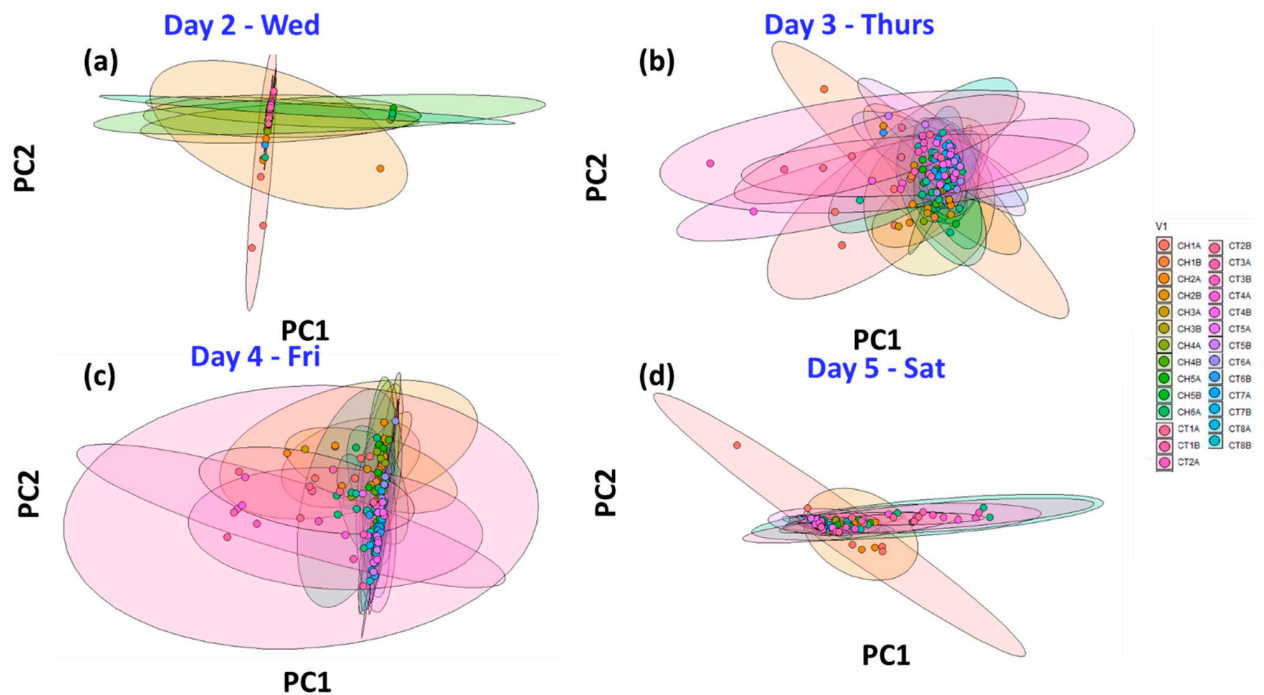 Day 2 - Wed
Day 3 - Thurs
(a)
(b)
PC2
PC2
PC1
PC1
Day 4 - Fri
Day 5 - Sat
(c)
(d)
PC2
PC2
PC1
PC1
V1
CH1A
CH1B
CH2A
CH2B
CH3A
CH3B
CH4A
CH4B
CH5A
CH5B
CH6A
CT1A
CT1B
CT2A
CT2B
CT3A
CT3B
CT4A
CT4B
CT5A
CT5B
CT6A
CT6B
CT7A
CT7B
CT8A
CT8B